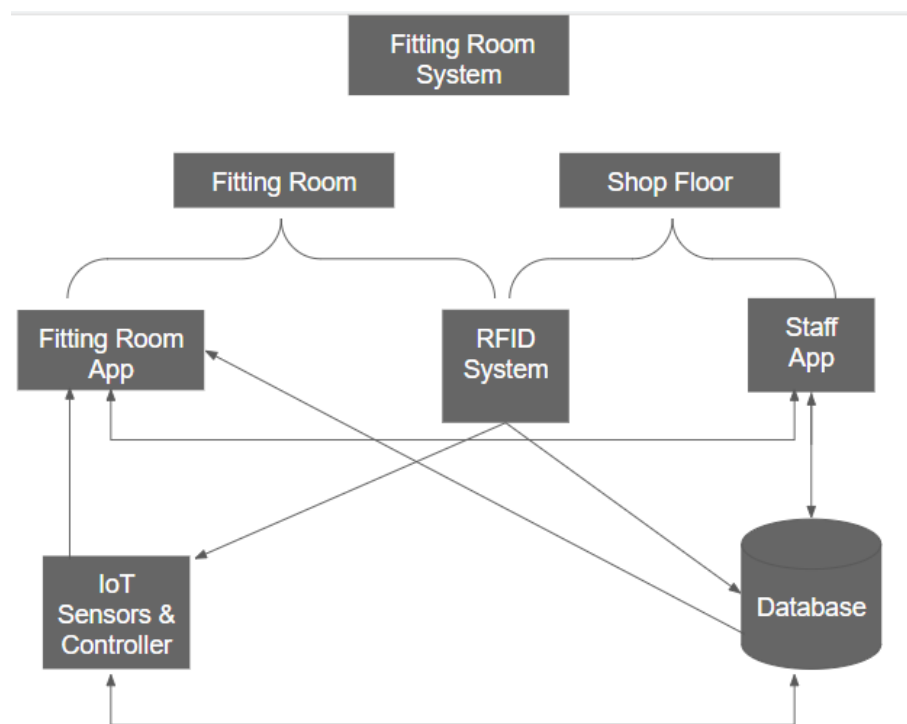 Fitting Room
System
Fitting Room
Shop Floor
Fitting Room
App
RFID
System
Staff
App
IoT
Sensors &
Controller
Database